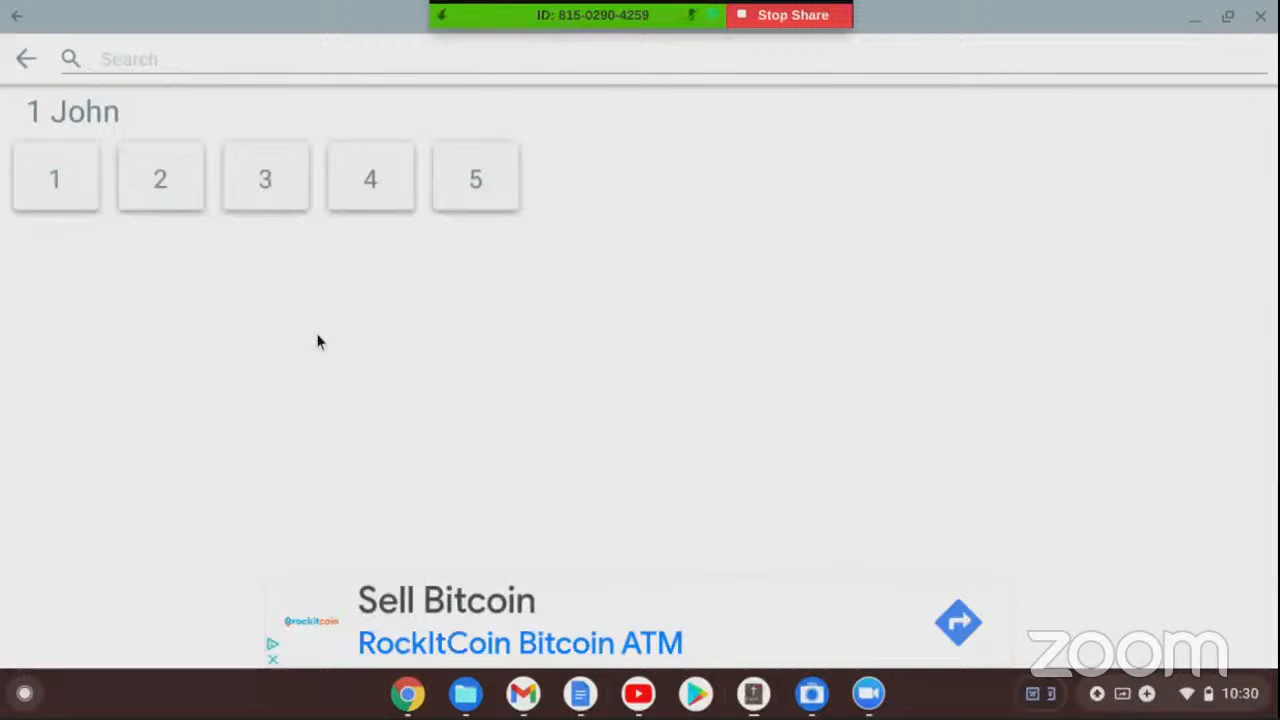 ID: 815-0290-4259
Stop Share
Search
1 John
1 2 3 4 5
Sell Bitcoin
rockitcoin
RockItCoin Bitcoin ATM
zoom
10:30